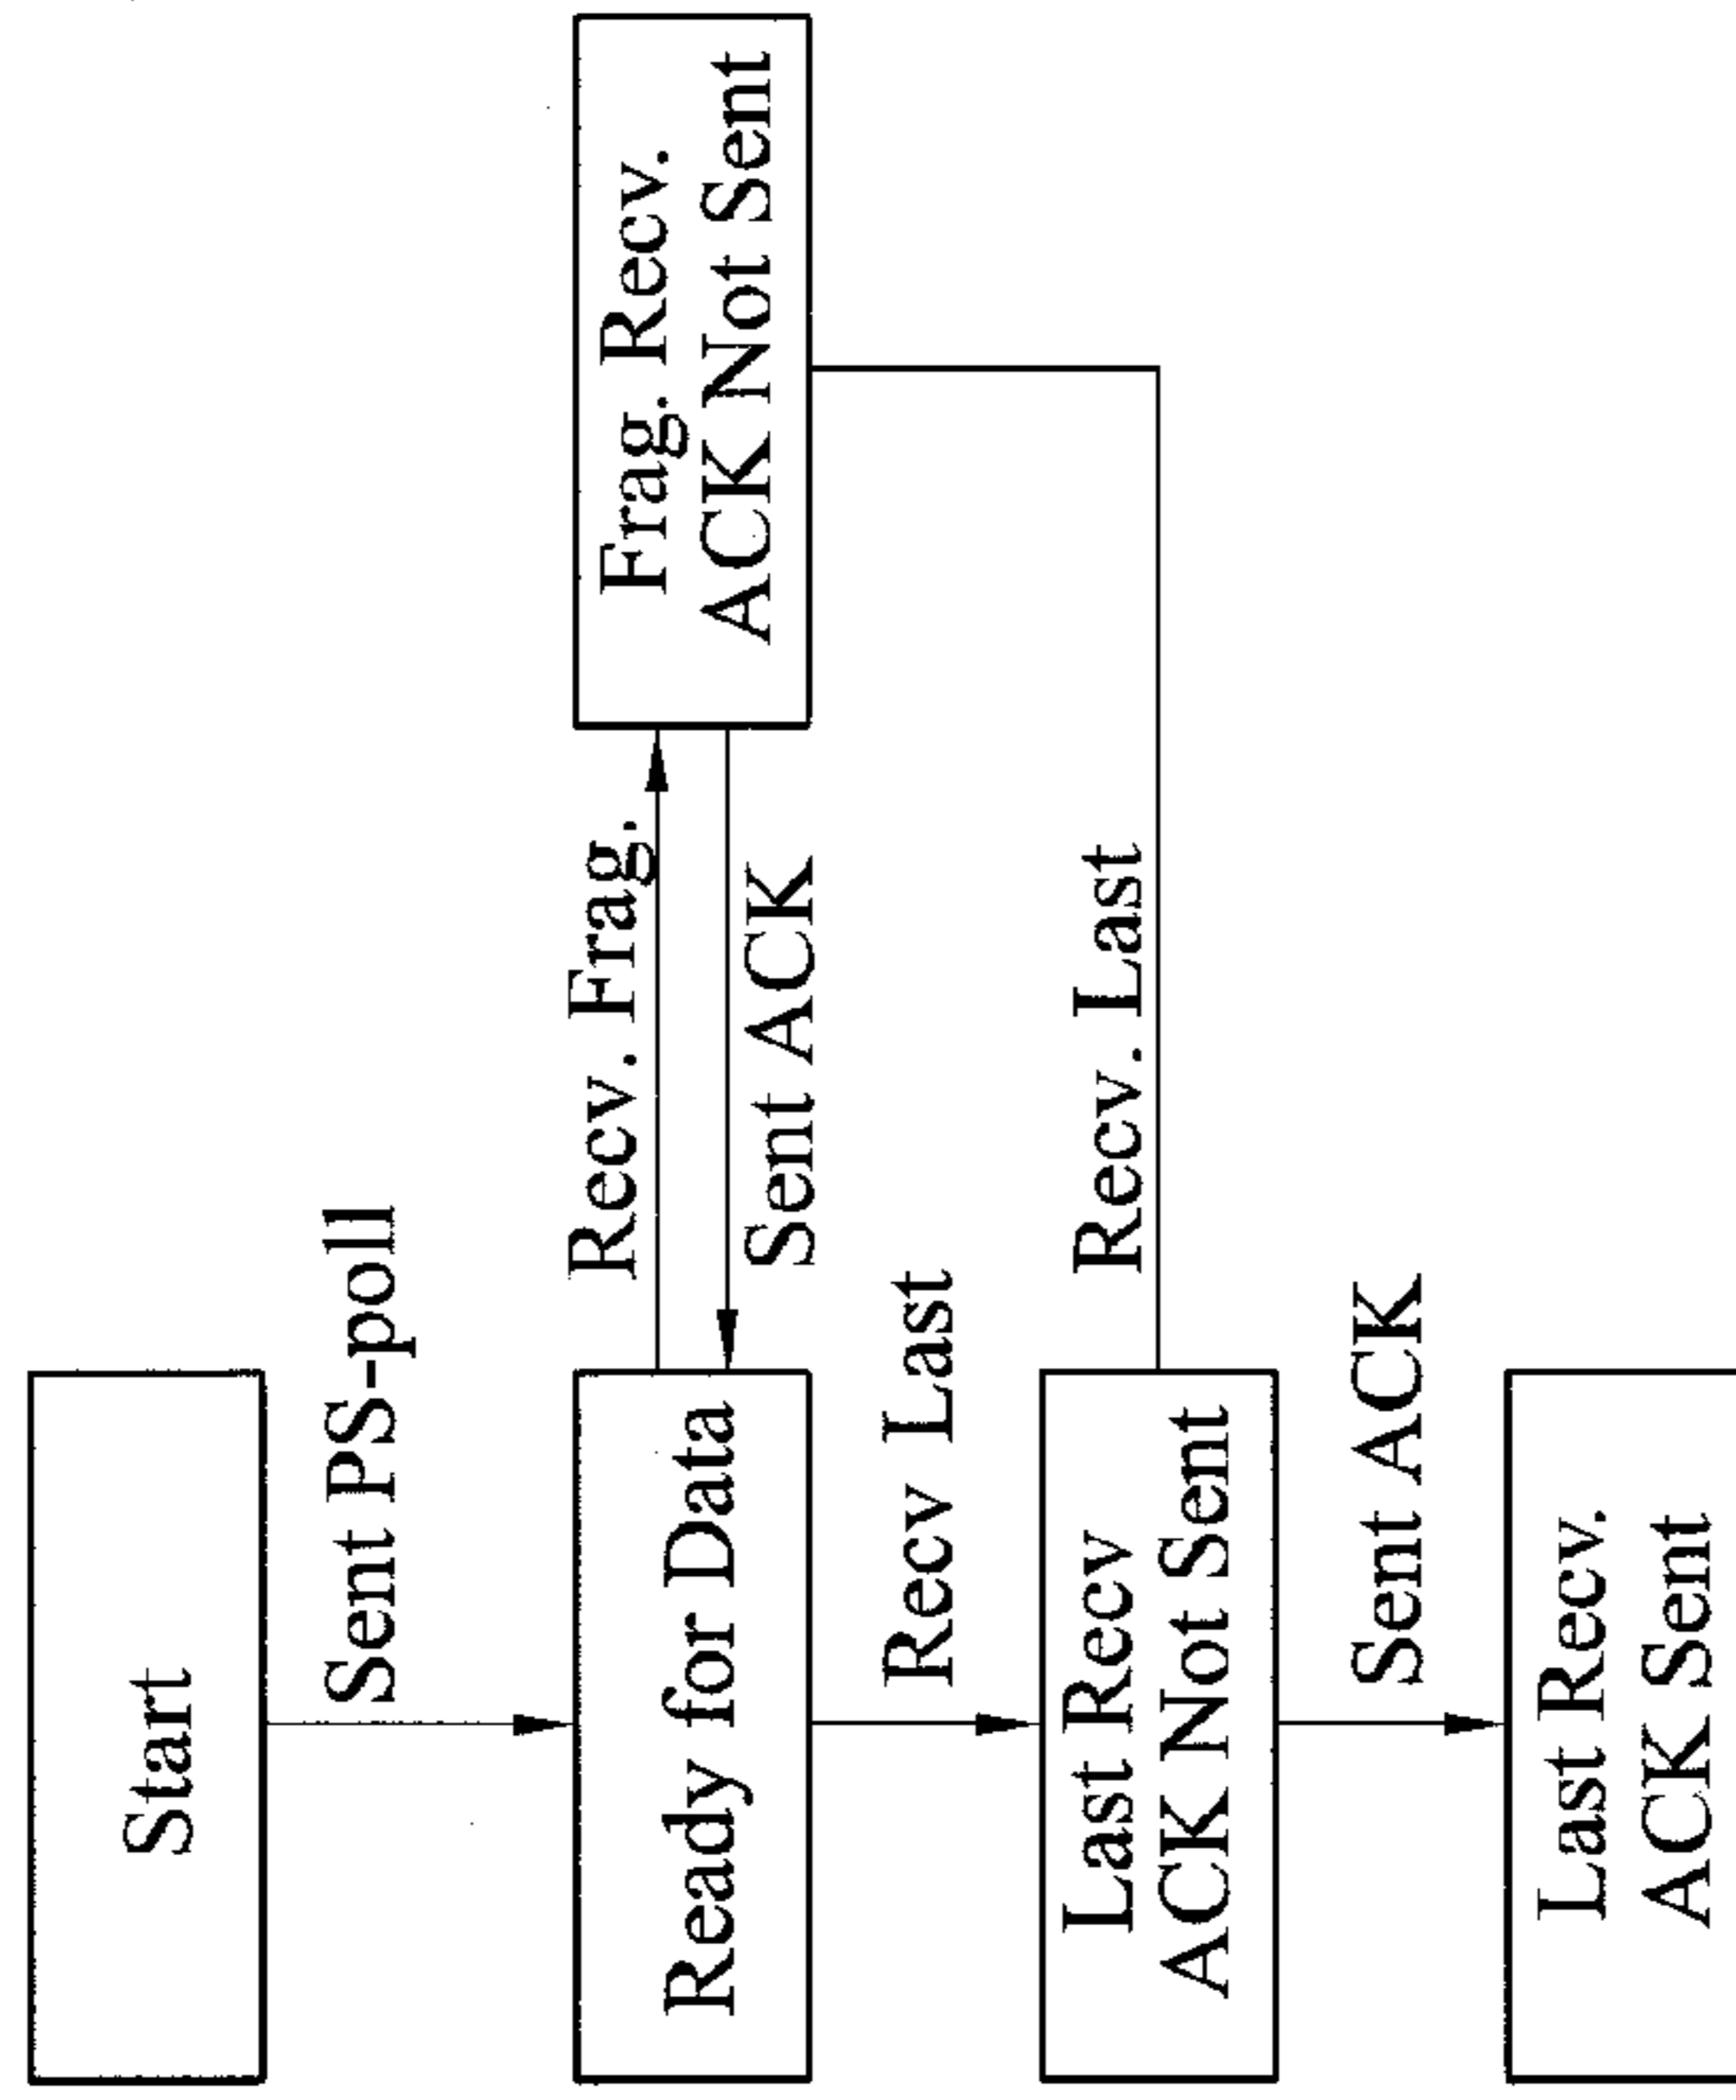 Start
Sent PS-poll
Ready for Data
Recv. Frag.
Sent ACK
Frag. Recv.
ACK Not Sent
Recv Last
Recv. Last
Last Recv
ACK Not Sent
Sent ACK
Last Recv.
ACK Sent